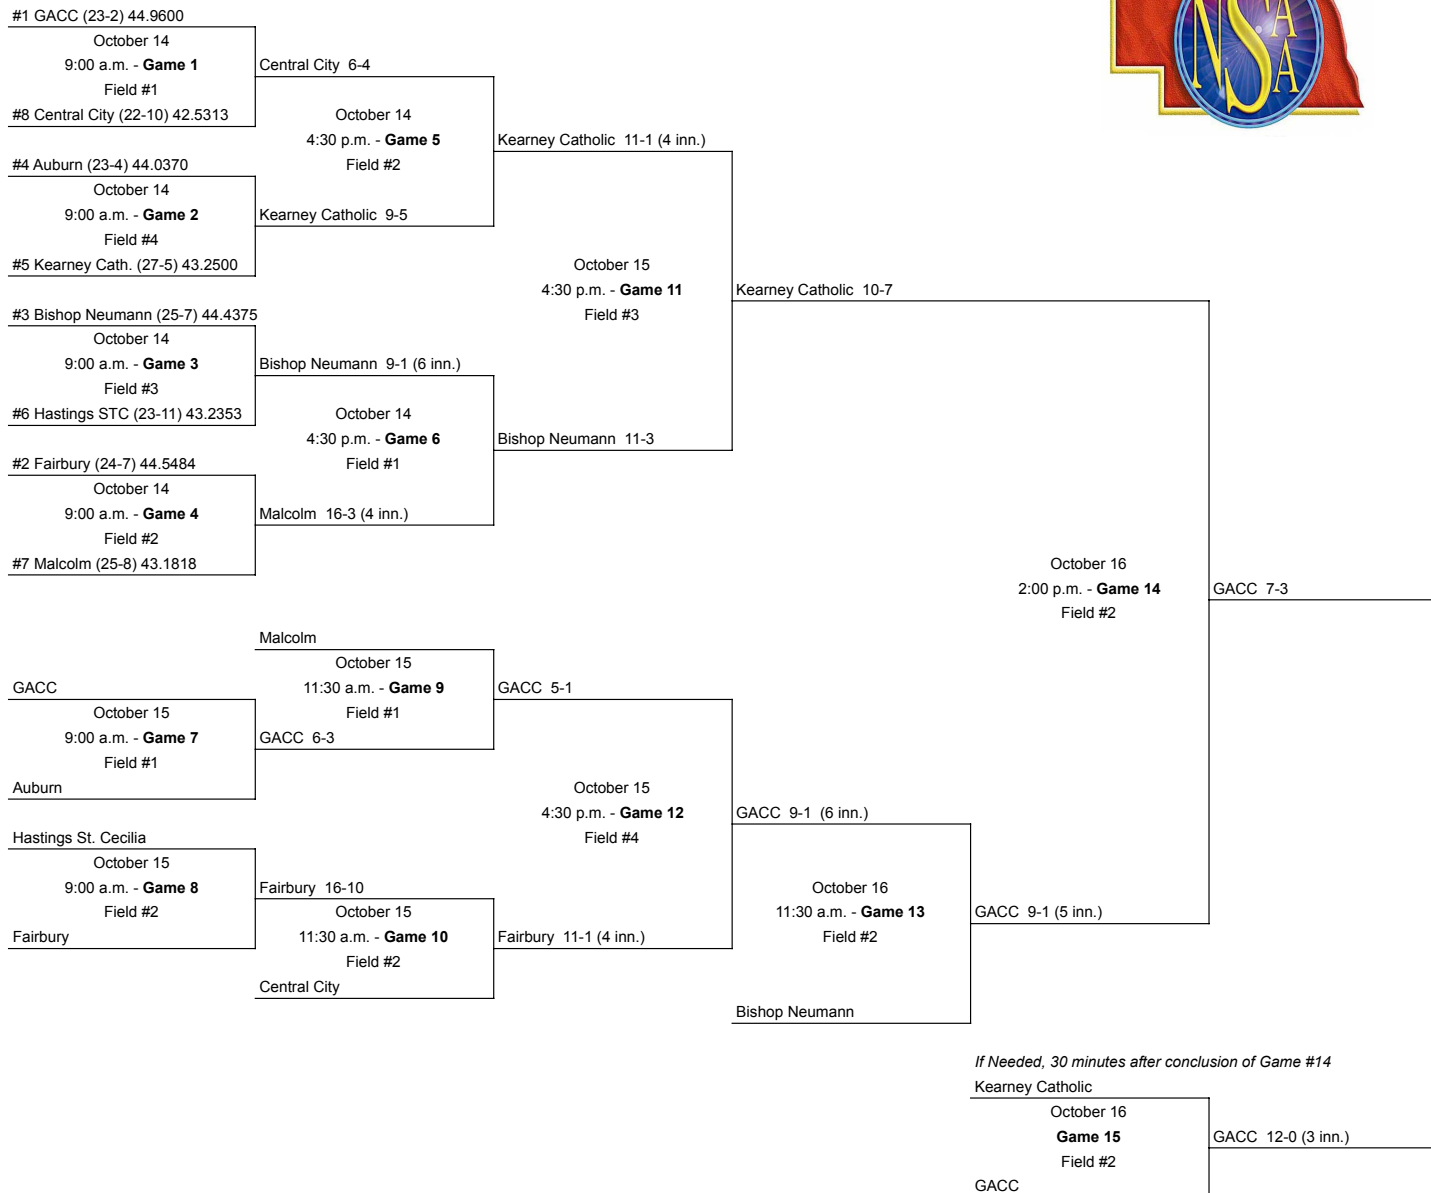 #1 GACC (23-2) 44.9600
October 14
9:00 a.m. - Game 1
Field #1
#8 Central City (22-10) 42.5313
Central City 6-4
#4 Auburn (23-4) 44.0370
October 14
9:00 a.m. - Game 2
Field #4
#5 Kearney Cath. (27-5) 43.2500
Kearney Catholic 9-5
October 14
4:30 p.m. - Game 5
Field #2
Kearney Catholic 11-1 (4 inn.)
#3 Bishop Neumann (25-7) 44.4375
October 14
9:00 a.m. - Game 3
Field #3
#6 Hastings STC (23-11) 43.2353
Bishop Neumann 9-1 (6 inn.)
#2 Fairbury (24-7) 44.5484
October 14
9:00 a.m. - Game 4
Field #2
#7 Malcolm (25-8) 43.1818
Malcolm 16-3 (4 inn.)
October 14
4:30 p.m. - Game 6
Field #1
Bishop Neumann 11-3
October 15
4:30 p.m. - Game 11
Field #3
Kearney Catholic 10-7
GACC
October 15
9:00 a.m. - Game 7
Field #1
Auburn
Malcolm
October 15
11:30 a.m. - Game 9
Field #1
GACC 6-3
GACC 5-1
Hastings St. Cecilia
October 15
9:00 a.m. - Game 8
Field #2
Fairbury
Fairbury 16-10
October 15
11:30 a.m. - Game 10
Field #2
Central City
Fairbury 11-1 (4 inn.)
October 15
4:30 p.m. - Game 12
Field #4
GACC 9-1 (6 inn.)
October 16
11:30 a.m. - Game 13
Field #2
Bishop Neumann
GACC 9-1 (5 inn.)
October 16
2:00 p.m. - Game 14
Field #2
GACC 7-3
If Needed, 30 minutes after conclusion of Game #14
Kearney Catholic
October 16
Game 15
Field #2
GACC
GACC 12-0 (3 inn.)
NSAA